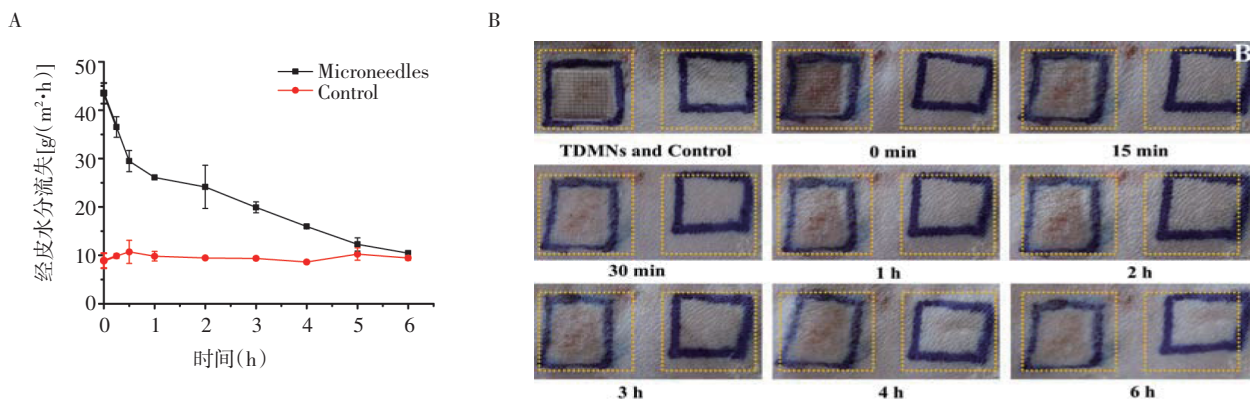 A
经皮水分流失[g/(m²•h)]
50
40
30
20
10
0
Microneedles
Control
0 1 2 3 4 5 6
时间(h)
B
B
TDMNs and Control 0 min 15 min
30 min 1 h 2 h
3 h 4 h 6 h